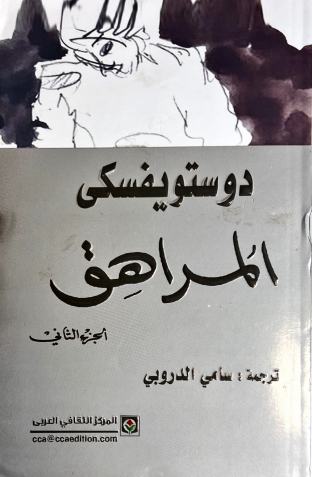 دوستويفسكي
المراهق
الجزء الثاني
ترجمة : سامي الدروبي
المركز الثقافي العربي
cca@ccaedition.com